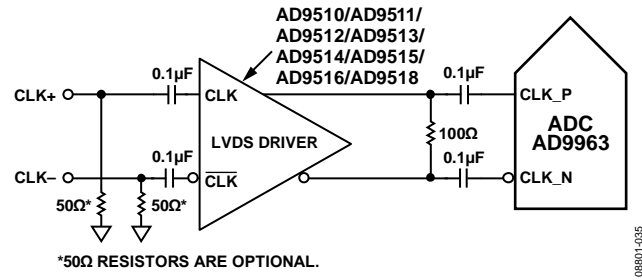 AD9510/AD9511/
AD9512/AD9513/
AD9514/AD9515/
AD9516/AD9518
0.1µF
0.1µF
CLK+
CLK
CLK_P
LVDS DRIVER
100Ω
ADC
AD9963
0.1µF
0.1µF
CLK–
CLK
CLK_N
50Ω*
50Ω*
*50Ω RESISTORS ARE OPTIONAL.
08801-035